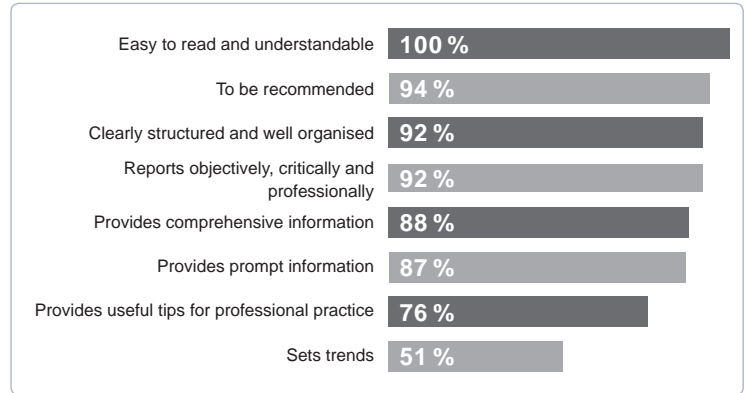 Easy to read and understandable 100 %
To be recommended 94 %
Clearly structured and well organised 92 %
Reports objectively, critically and
professionally 92 %
Provides comprehensive information 88 %
Provides prompt information 87 %
Provides useful tips for professional practice 76 %
Sets trends 51 %